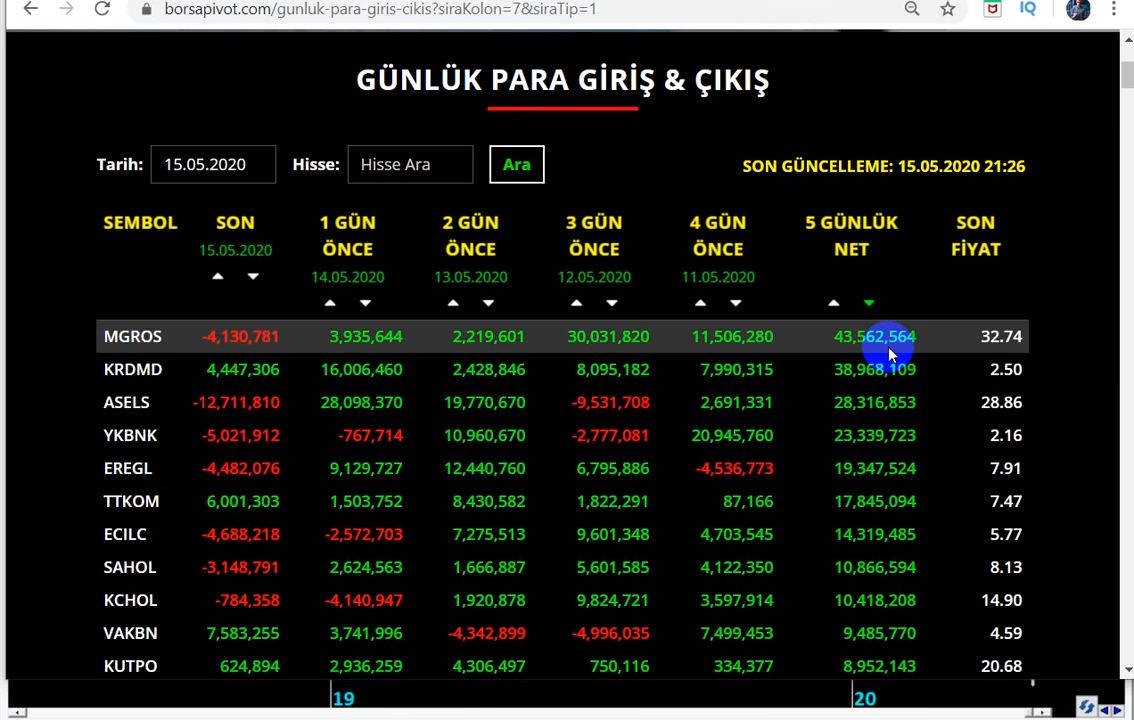 borsapivot.com/gunluk-para-giris-cikis?siraKolon=7&siraTip=1
IQ
GÜNLÜK PARA GİRİŞ & ÇIKIŞ
Tarih: 15.05.2020 Hisse: Hisse Ara Ara
SON GÜNCELLEME: 15.05.2020 21:26
SEMBOL SON 1 GÜN ÖNCE 2 GÜN ÖNCE 3 GÜN ÖNCE 4 GÜN ÖNCE 5 GÜNLÜK NET SON FİYAT
15.05.2020 14.05.2020 13.05.2020 12.05.2020 11.05.2020
MGROS -4,130,781 3,935,644 2,219,601 30,031,820 11,506,280 43,562,564 32.74
KRDMD 4,447,306 16,006,460 2,428,846 8,095,182 7,990,315 38,968,109 2.50
ASELS -12,711,810 28,098,370 19,770,670 -9,531,708 2,691,331 28,316,853 28.86
YKBNK -5,021,912 -767,714 10,960,670 -2,777,081 20,945,760 23,339,723 2.16
EREGL -4,482,076 9,129,727 12,440,760 6,795,886 -4,536,773 19,347,524 7.91
TTKOM 6,001,303 1,503,752 8,430,582 1,822,291 87,166 17,845,094 7.47
ECILC -4,688,218 -2,572,703 7,275,513 9,601,348 4,703,545 14,319,485 5.77
SAHOL -3,148,791 2,624,563 1,666,887 5,601,585 4,122,350 10,866,594 8.13
KCHOL -784,358 -4,140,947 1,920,878 9,824,721 3,597,914 10,418,208 14.90
VAKBN 7,583,255 3,741,996 -4,342,899 -4,996,035 7,499,453 9,485,770 4.59
KUTPO 624,894 2,936,259 4,306,497 750,116 334,377 8,952,143 20.68
19 20